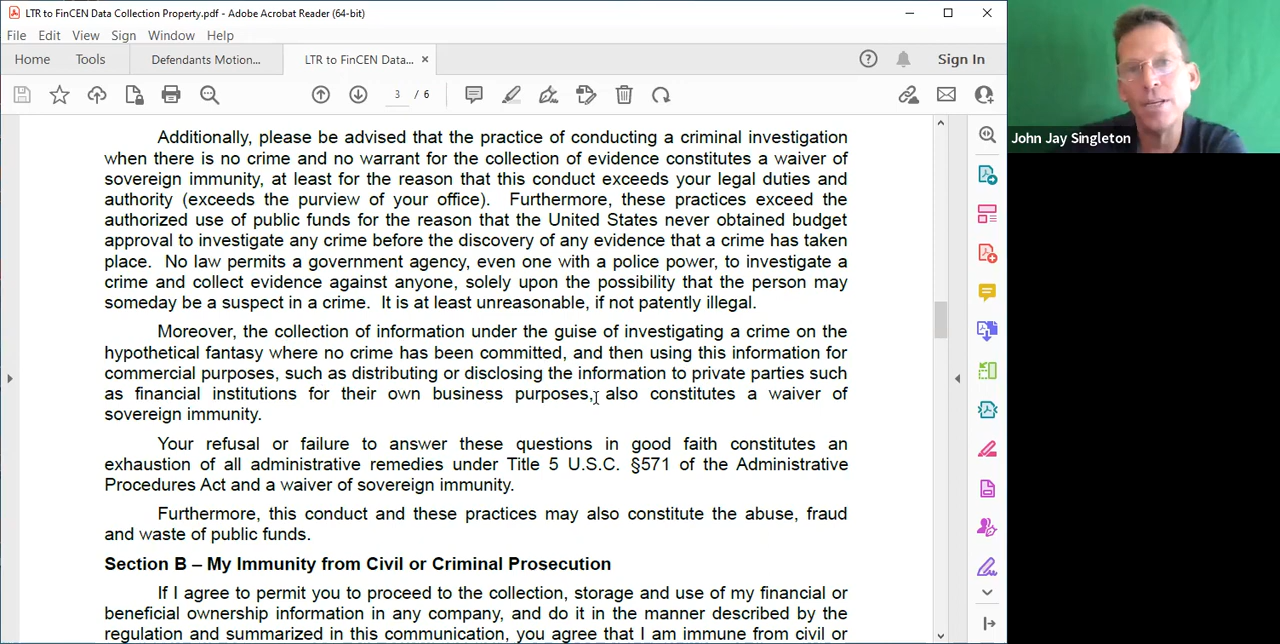 LTR to FinCEN Data Collection Property.pdf - Adobe Acrobat Reader (64-bit)
File Edit View Sign Window Help
Home Tools Defendants Motion... LTR to FinCEN Data... × Sign In
3 / 6
Additionally, please be advised that the practice of conducting a criminal investigation
when there is no crime and no warrant for the collection of evidence constitutes a waiver of
sovereign immunity, at least for the reason that this conduct exceeds your legal duties and
authority (exceeds the purview of your office). Furthermore, these practices exceed the
authorized use of public funds for the reason that the United States never obtained budget
approval to investigate any crime before the discovery of any evidence that a crime has taken
place. No law permits a government agency, even one with a police power, to investigate a
crime and collect evidence against anyone, solely upon the possibility that the person may
someday be a suspect in a crime. It is at least unreasonable, if not patently illegal.
Moreover, the collection of information under the guise of investigating a crime on the
hypothetical fantasy where no crime has been committed, and then using this information for
commercial purposes, such as distributing or disclosing the information to private parties such
as financial institutions for their own business purposes, also constitutes a waiver of
sovereign immunity.
Your refusal or failure to answer these questions in good faith constitutes an
exhaustion of all administrative remedies under Title 5 U.S.C. §571 of the Administrative
Procedures Act and a waiver of sovereign immunity.
Furthermore, this conduct and these practices may also constitute the abuse, fraud
and waste of public funds.
Section B – My Immunity from Civil or Criminal Prosecution
If I agree to permit you to proceed to the collection, storage and use of my financial or
beneficial ownership information in any company, and do it in the manner described by the
regulation and summarized in this communication, you agree that I am immune from civil or
John Jay Singleton